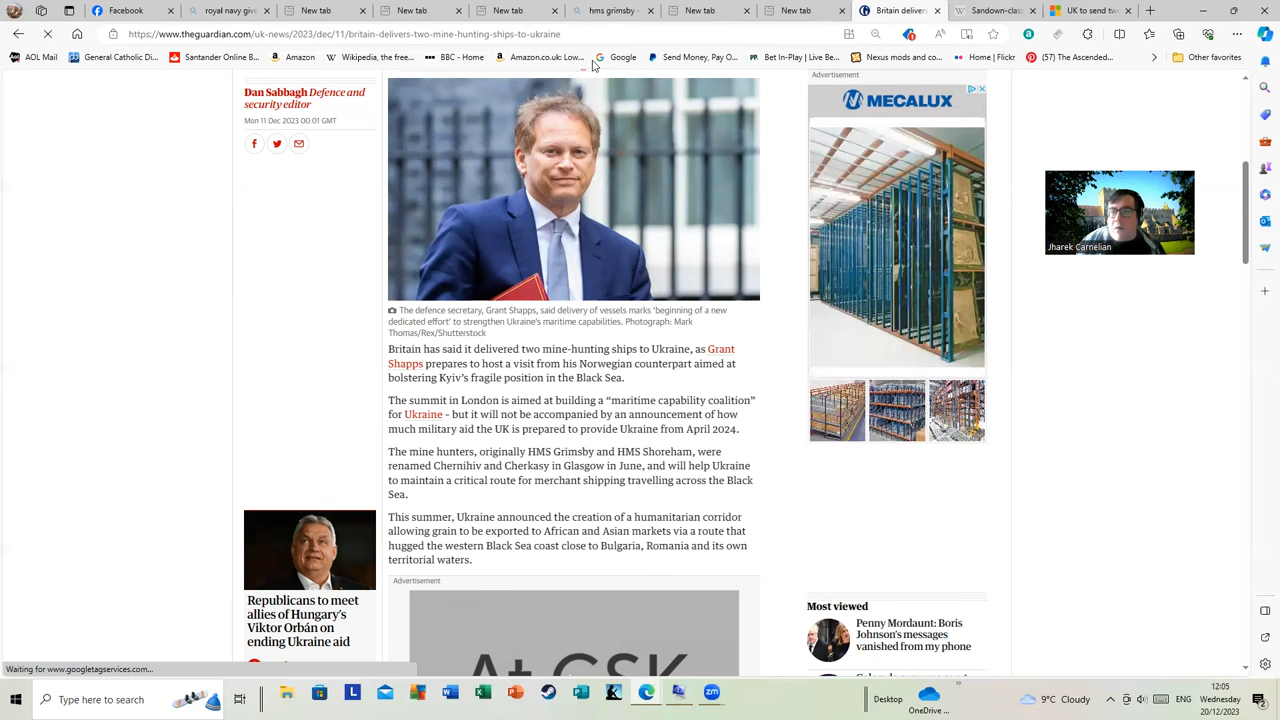 Facebook
royal navy pers
hms grimsby -
New Tab
New Tab
Default
Sandown-clas
UK to send tw
https://www.theguardian.com/uk-news/2023/dec/11/britain-delivers-two-mine-hunting-ships-to-ukraine
AOL Mail
General Catholic Di...
Santander Online B...
Amazon
Wikipedia, the free...
BBC - Home
Amazon.co.uk: Low...
Google
Send Money, Pay O...
Bet In-Play | Live Be...
Nexus mods and co...
Home | Flickr
(57) The Ascended...
Other favorites
Dan Sabbagh Defence and
security editor
Mon 11 Dec 2023 00.01 GMT
The defence secretary, Grant Shapps, said delivery of vessels marks ‘beginning of a new
dedicated effort’ to strengthen Ukraine’s maritime capabilities. Photograph: Mark
Thomas/Rex/Shutterstock
Britain has said it delivered two mine-hunting ships to Ukraine, as Grant
Shapps prepares to host a visit from his Norwegian counterpart aimed at
bolstering Kyiv’s fragile position in the Black Sea.
The summit in London is aimed at building a “maritime capability coalition”
for Ukraine – but it will not be accompanied by an announcement of how
much military aid the UK is prepared to provide Ukraine from April 2024.
The mine hunters, originally HMS Grimsby and HMS Shoreham, were
renamed Chernihiv and Cherkasy in Glasgow in June, and will help Ukraine
to maintain a critical route for merchant shipping travelling across the Black
Sea.
This summer, Ukraine announced the creation of a humanitarian corridor
allowing grain to be exported to African and Asian markets via a route that
hugged the western Black Sea coast close to Bulgaria, Romania and its own
territorial waters.
Advertisement
At GSK
Republicans to meet
allies of Hungary’s
Viktor Orbán on
ending Ukraine aid
Advertisement
MECALUX
Most viewed
Penny Mordaunt: Boris
Johnson’s messages
vanished from my phone
Jharek Carnelian
Waiting for www.googletagservices.com...
Type here to search
Desktop
OneDrive -...
9°C Cloudy
ENG
12:05
Wednesday
20/12/2023